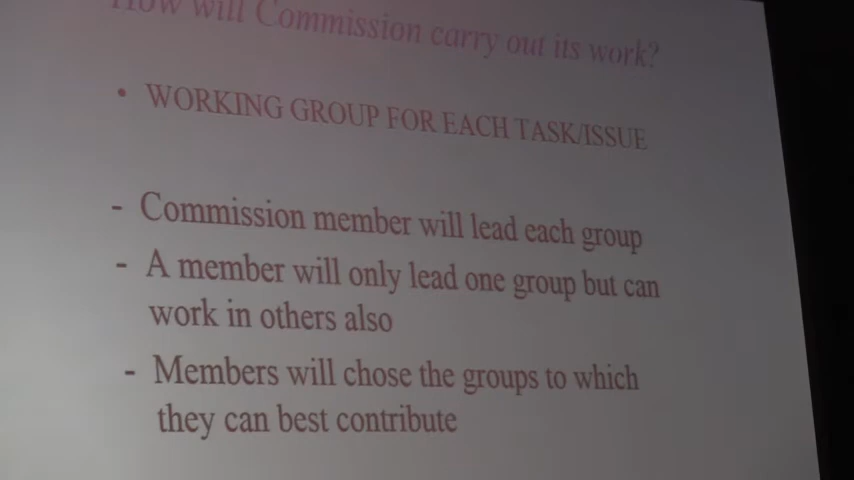 How will Commission carry out its work?
• WORKING GROUP FOR EACH TASK/ISSUE
- Commission member will lead each group
- A member will only lead one group but can
work in others also
- Members will chose the groups to which
they can best contribute